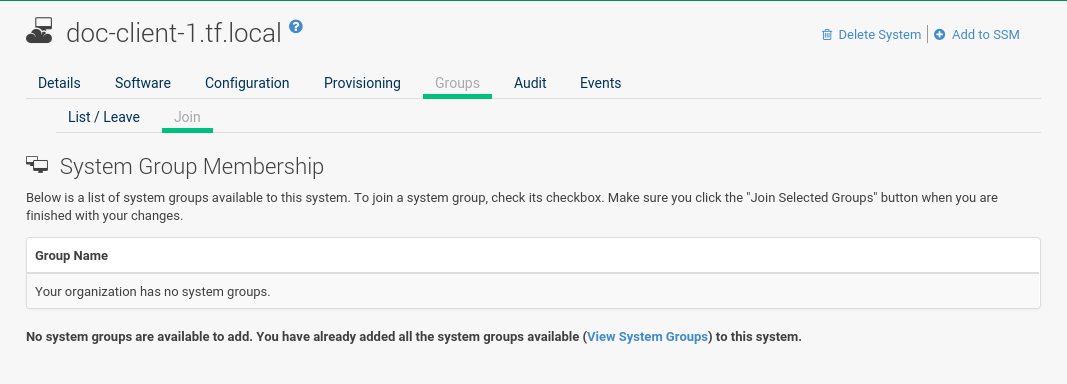 doc-client-1.tf.local ?
Delete System | Add to SSM
Details Software Configuration Provisioning Groups Audit Events
List / Leave Join
System Group Membership
Below is a list of system groups available to this system. To join a system group, check its checkbox. Make sure you click the "Join Selected Groups" button when you are
finished with your changes.
Group Name
Your organization has no system groups.
No system groups are available to add. You have already added all the system groups available (View System Groups) to this system.